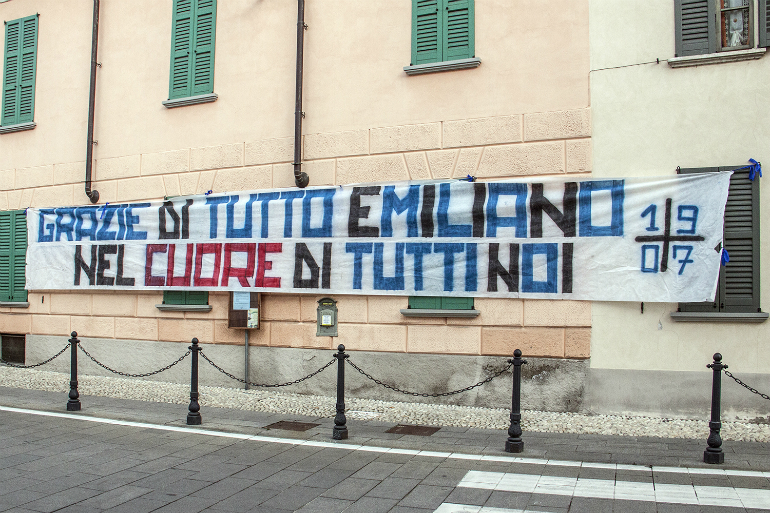 GRAZIE DI TUTTO EMILIANO
NEL CUORE DI TUTTI NOI
19
07